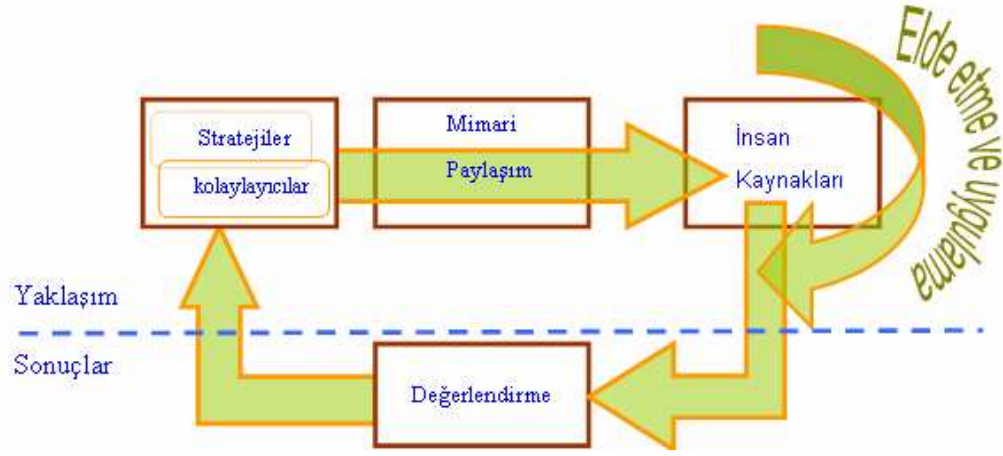 Elde etme ve uygulama
Stratejiler
kolaylayıcılar
Mimari
Paylaşım
İnsan
Kaynakları
Yaklaşım
Sonuçlar
Değerlendirme